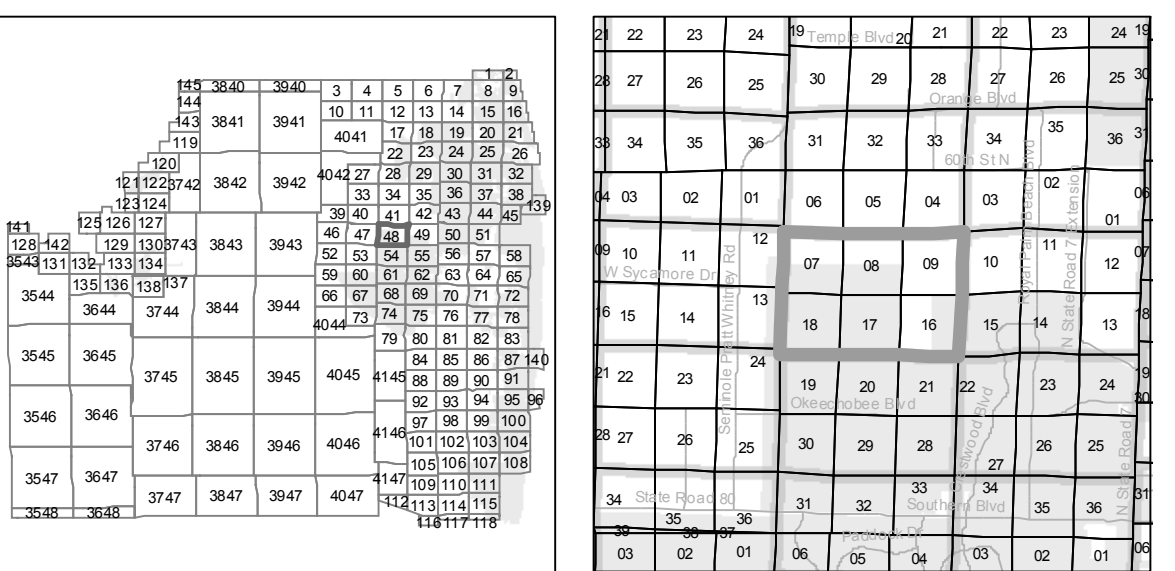 1 2
145 3840 3940 3 4 5 6 7 8 9
144 10 11 12 13 14 15 16
143 3841 3941 4041 17 18 19 20 21
119 22 23 24 25 26
120
121 122 3742 3842 3942 4042 27 28 29 30 31 32
123 124 33 34 35 36 37 38
139
125 126 127 39 40 41 42 43 44 45
141
128 142 129 130 3743 3843 3943 46 47 48 49 50 51
3543 131 132 133 134 52 53 54 55 56 57 58
135 136 138 137 59 60 61 62 63 64 65
3544 3644 3744 3844 3944 66 67 68 69 70 71 72
4044 73 74 75 76 77 78
79 80 81 82 83
3545 3645 3745 3845 3945 4045 4145 84 85 86 87 140
88 89 90 91
92 93 94 95 96
3546 3646 3746 3846 3946 4046 4146 97 98 99 100
101 102 103 104
105 106 107 108
3547 3647 3747 3847 3947 4047 4147 109 110 111
112 113 114 115
3548 3648 116 117 118
21 22 23 24 19 Temple Blvd 20 21 22 23 24 19
28 27 26 25 30 29 28 27 26 25 30
Orange Blvd
33 34 35 36 31 32 33 34 35 36 31
60th St N
04 03 02 01 06 05 04 03 02 01 06
09 10 11 12 07 08 09 10 11 12 07
W Sycamore Dr
16 15 14 13 18 17 16 15 14 13 18
21 22 23 24 19 20 21 22 23 24 19
30
Okeechobee Blvd
28 27 26 25 30 29 28 27 26 25
34 State Road 80 35 36 31 32 33 34 35 36 31
Southern Blvd
39 38 37 Paddock Dr
03 02 01 06 05 04 03 02 01 06
Seminole Pratt Whitney Rd
Royal Palm Beach Blvd
N State Road 7 Extension
Crestwood Blvd
N State Road 7